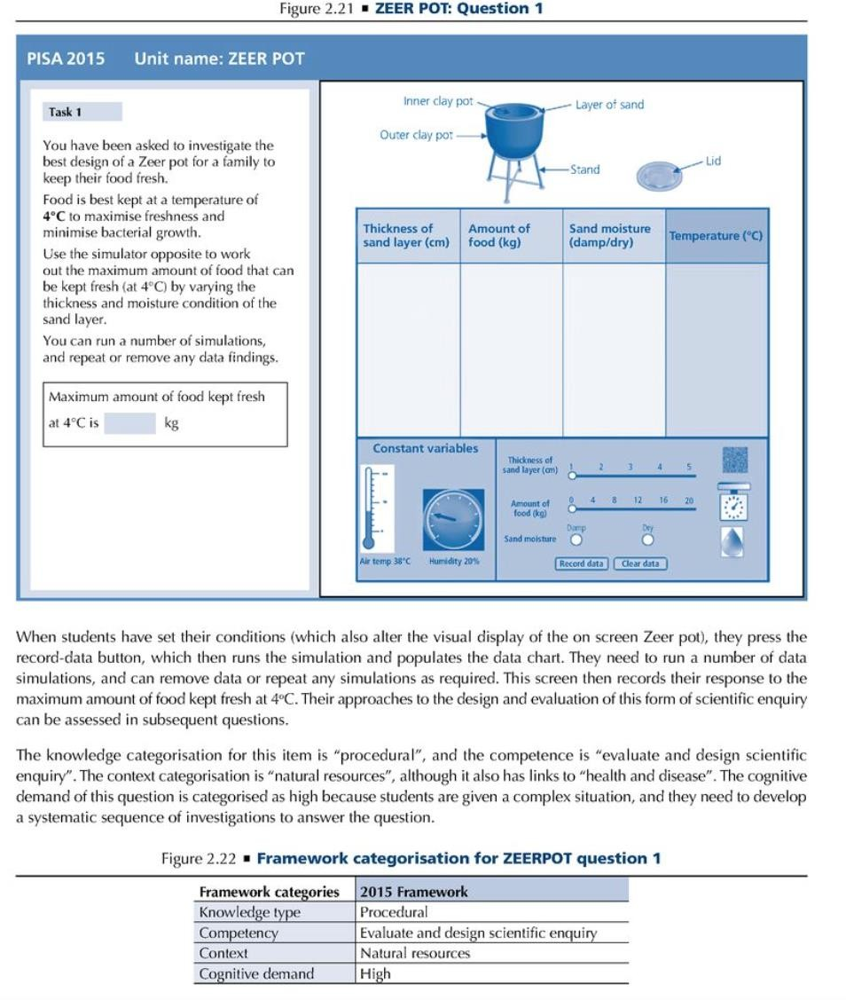 Figure 2.21 ■ ZEER POT: Question 1
PISA 2015 Unit name: ZEER POT
Task 1
You have been asked to investigate the
best design of a Zeer pot for a family to
keep their food fresh.
Food is best kept at a temperature of
4°C to maximise freshness and
minimise bacterial growth.
Use the simulator opposite to work
out the maximum amount of food that can
be kept fresh (at 4°C) by varying the
thickness and moisture condition of the
sand layer.
You can run a number of simulations,
and repeat or remove any data findings.
Maximum amount of food kept fresh
at 4°C is kg
Inner clay pot
Layer of sand
Outer clay pot
Stand
Lid
Thickness of
sand layer (cm)
Amount of
food (kg)
Sand moisture
(damp/dry)
Temperature (°C)
Constant variables
Air temp 38°C
Humidity 20%
Thickness of
sand layer (cm)
1 2 3 4 5
Amount of
food (kg)
0 4 8 12 16 20
Sand moisture
Damp
Dry
Record data
Clear data
When students have set their conditions (which also alter the visual display of the on screen Zeer pot), they press the
record-data button, which then runs the simulation and populates the data chart. They need to run a number of data
simulations, and can remove data or repeat any simulations as required. This screen then records their response to the
maximum amount of food kept fresh at 4ºC. Their approaches to the design and evaluation of this form of scientific enquiry
can be assessed in subsequent questions.
The knowledge categorisation for this item is “procedural”, and the competence is “evaluate and design scientific
enquiry”. The context categorisation is “natural resources”, although it also has links to “health and disease”. The cognitive
demand of this question is categorised as high because students are given a complex situation, and they need to develop
a systematic sequence of investigations to answer the question.
Figure 2.22 ■ Framework categorisation for ZEERPOT question 1
Framework categories 2015 Framework
Knowledge type Procedural
Competency Evaluate and design scientific enquiry
Context Natural resources
Cognitive demand High